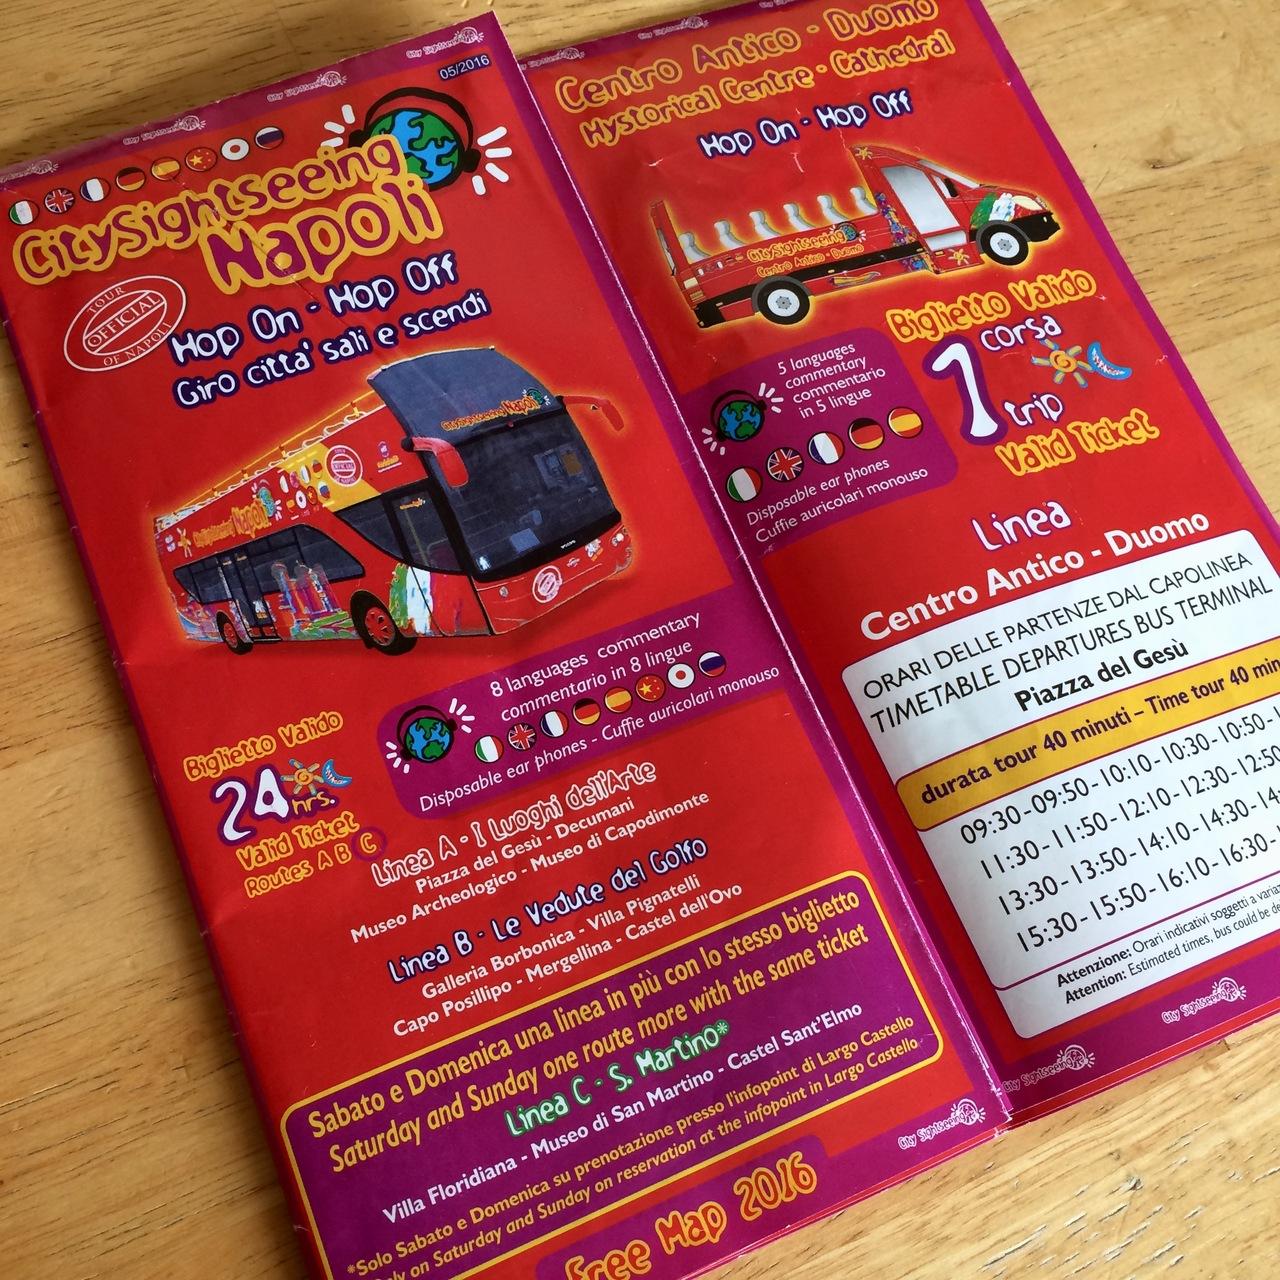 05/2016
CitySightseeing
Napoli
TOUR
OFFICIAL
OF NAPOLI
Hop On - Hop Off
Giro citta' sali e scendi
CitySightseeing Napoli
8 languages commentary
commentario in 8 lingue
Disposable ear phones - Cuffie auricolari monouso
Biglietto Valido
24 hrs.
Valid Ticket
Routes A B C
Linea A - I Luoghi dell'Arte
Piazza del Gesù - Decumani
Museo Archeologico - Museo di Capodimonte
Linea B - Le Vedute del Golfo
Galleria Borbonica - Villa Pignatelli
Capo Posillipo - Mergellina - Castel dell'Ovo
Sabato e Domenica una linea in più con lo stesso biglietto
Saturday and Sunday one route more with the same ticket
Linea C - S. Martino*
Villa Floridiana - Museo di San Martino - Castel Sant'Elmo
*Solo Sabato e Domenica su prenotazione presso l'infopoint di Largo Castello
on Saturday and Sunday on reservation at the infopoint in Largo Castello
Free Map 2016
City Sightseeing
Centro Antico - Duomo
Hystorical Centre - Cathedral
Hop On - Hop Off
CitySightseeing
Centro Antico - Duomo
5 languages
commentary
commentario
in 5 lingue
Disposable ear phones
Cuffie auricolari monouso
Biglietto Valido
1 corsa
trip
Valid Ticket
Linea
Centro Antico - Duomo
ORARI DELLE PARTENZE DAL CAPOLINEA
TIMETABLE DEPARTURES BUS TERMINAL
Piazza del Gesù
durata tour 40 minuti - Time tour 40 min
09:30 - 09:50 - 10:10 - 10:30 - 10:50 -
11:30 - 11:50 - 12:10 - 12:30 - 12:50
13:30 - 13:50 - 14:10 - 14:30 -
15:30 - 15:50 - 16:10 - 16:30 -
Attenzione: Orari indicativi soggetti a
Attention: Estimated times, bus could be
City Sightseeing
City Sightseeing